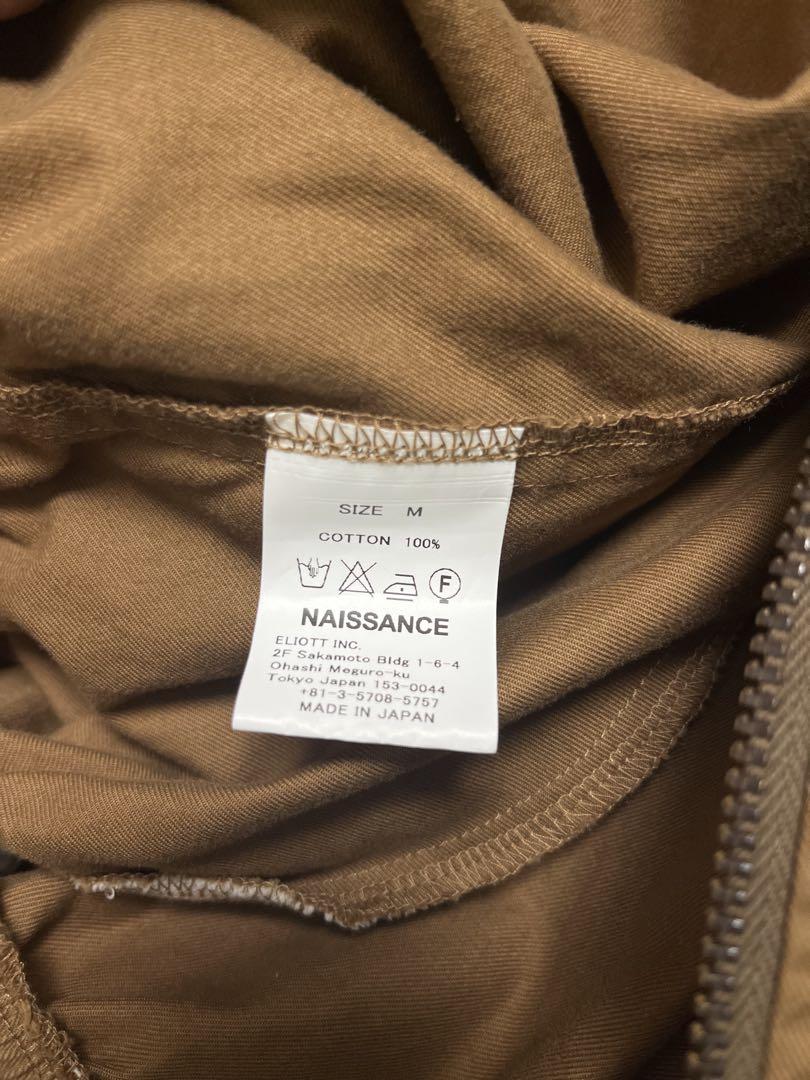 SIZE M
COTTON 100%
F
NAISSANCE
ELIOTT INC.
2F Sakamoto Bldg 1-6-4
Ohashi Meguro-ku
Tokyo Japan 153-0044
+81-3-5708-5757
MADE IN JAPAN